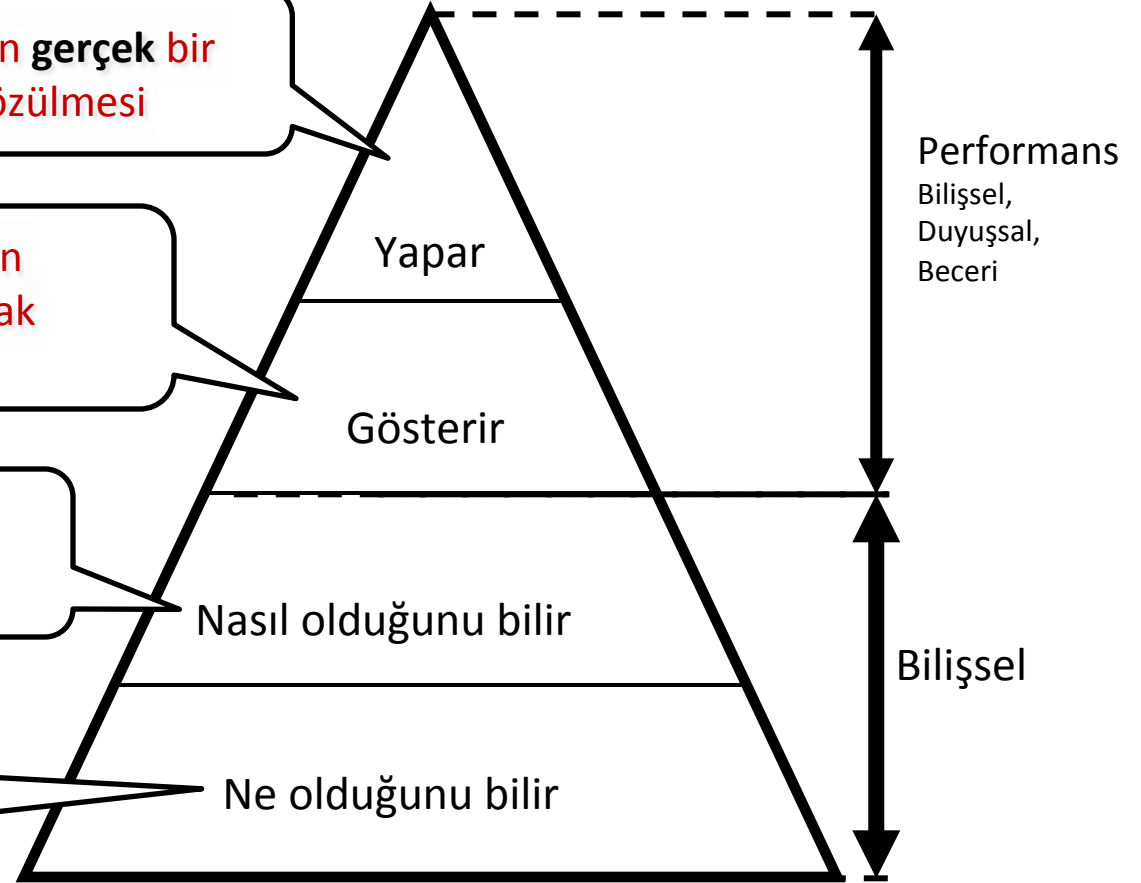 n gerçek bir
özülmesi
Performans
Bilişsel,
Duyuşsal,
Beceri
Yapar
n
ak
Gösterir
Nasıl olduğunu bilir
Bilişsel
Ne olduğunu bilir